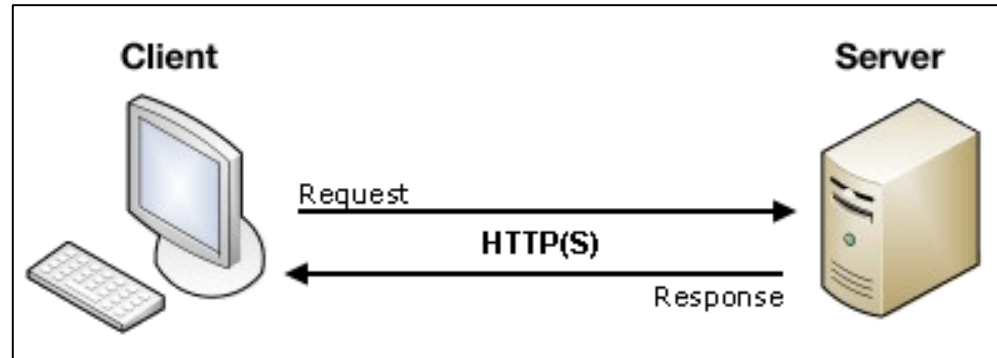 Client
Server
Request
HTTP(S)
Response